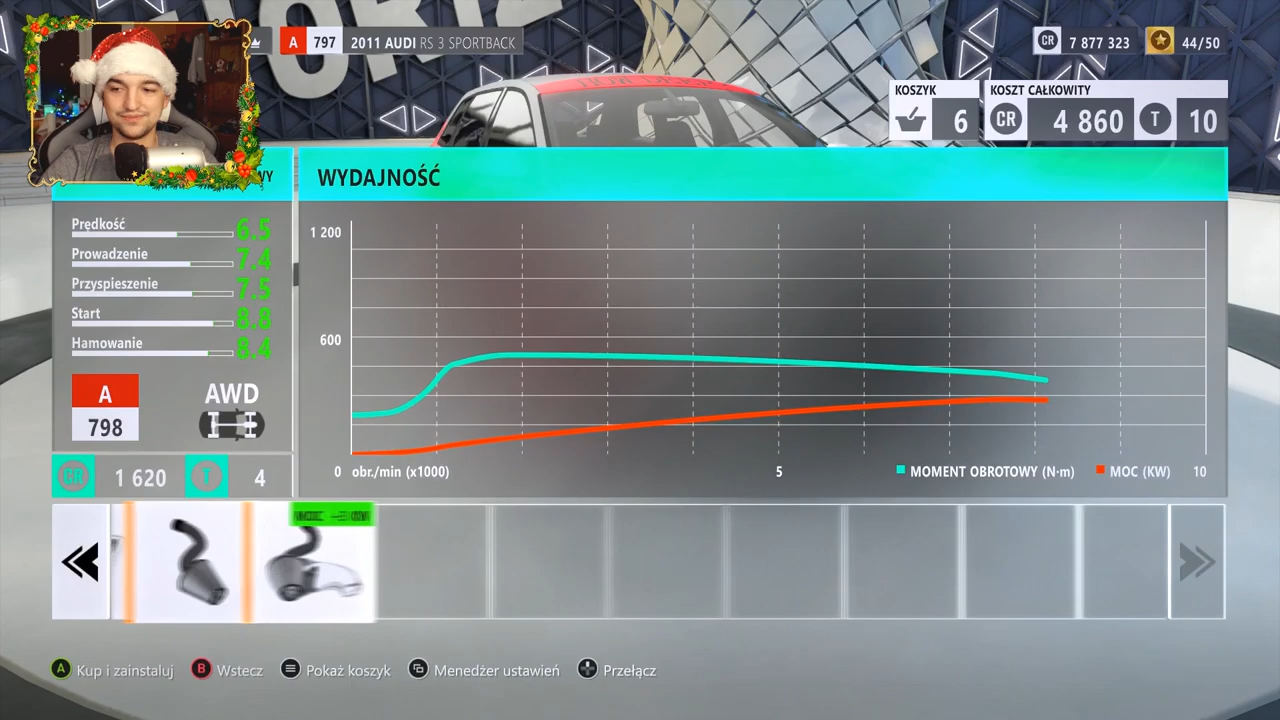 A 797 2011 AUDI RS 3 SPORTBACK
CR 7 877 323 44/50
KOSZYK
6
KOSZT CAŁKOWITY
CR 4 860 T 10
WYDAJNOŚĆ
Prędkość 6.5
Prowadzenie 7.4
Przyspieszenie 7.5
Start 8.8
Hamowanie 8.4
A
798
AWD
CR 1 620 T 4
1 200
600
0 obr./min (x1000) 5 MOMENT OBROTOWY (N·m) MOC (KW) 10
A Kup i zainstaluj B Wstecz Pokaż koszyk Menedżer ustawień Przełącz